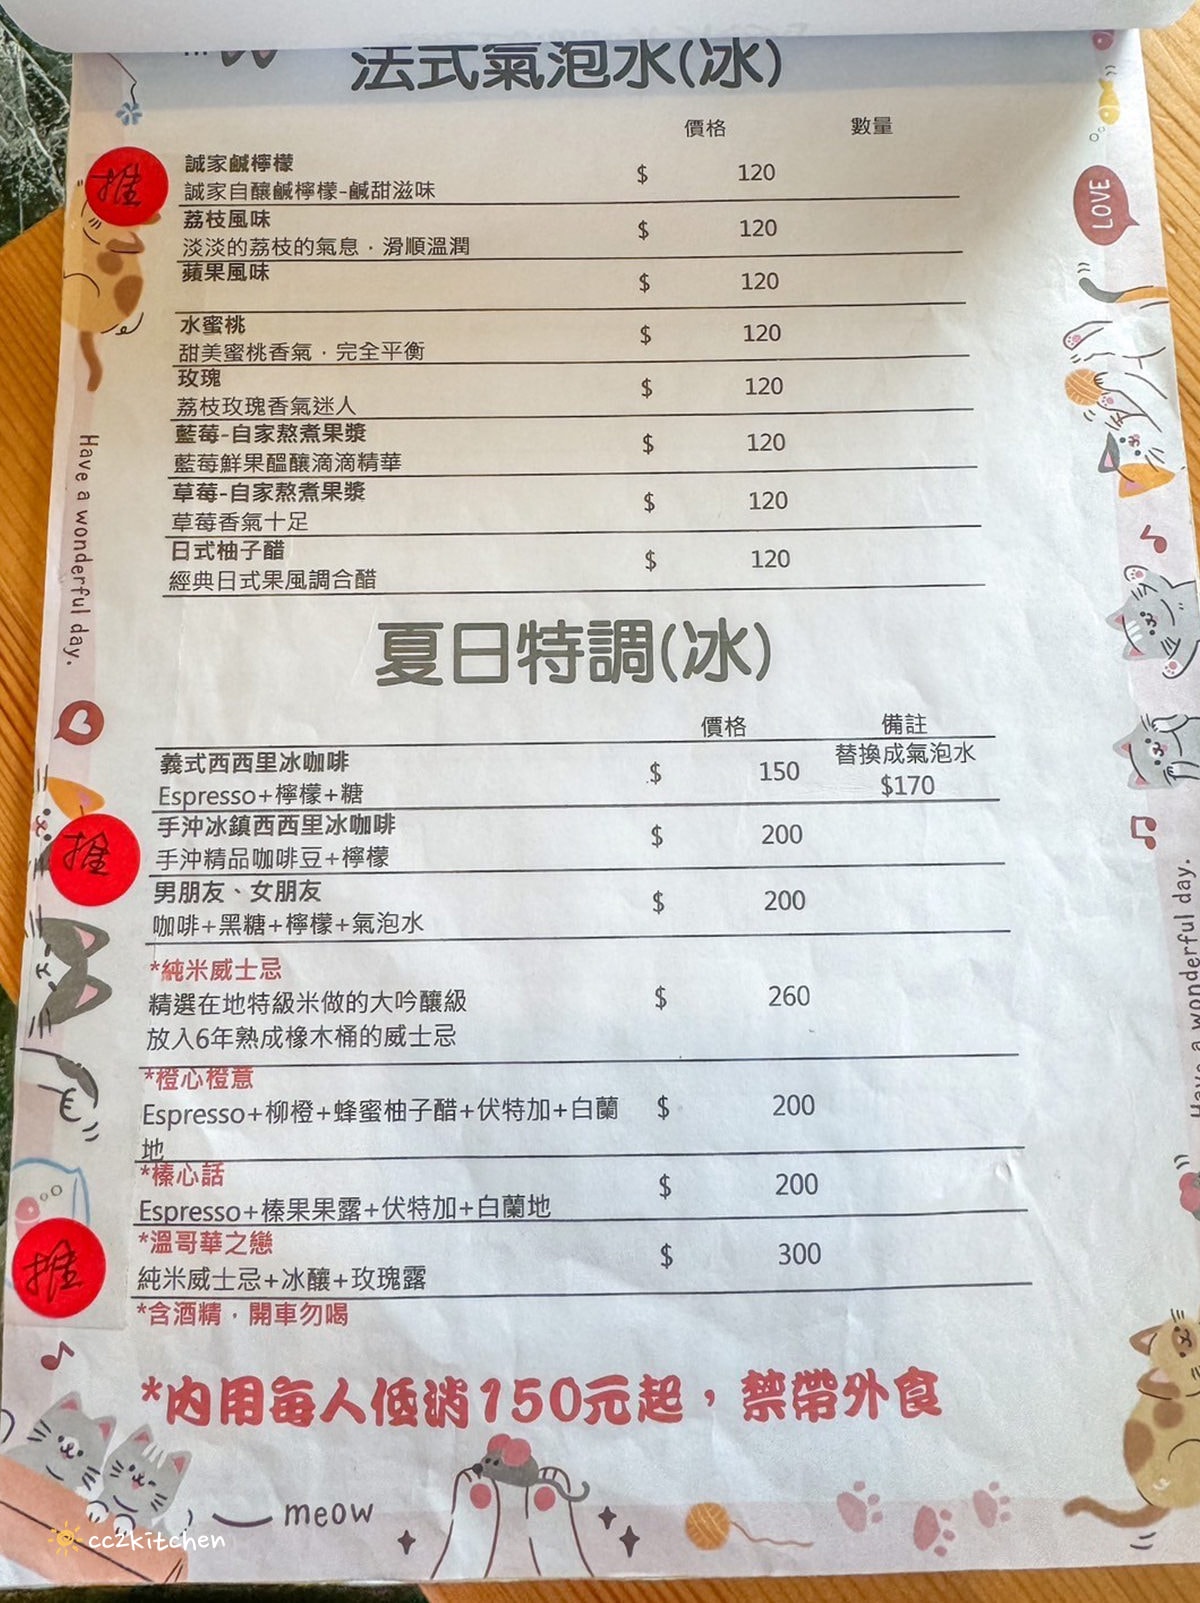 法式氣泡水(冰)
價格 數量
推
誠家鹹檸檬 $ 120
誠家自釀鹹檸檬-鹹甜滋味
荔枝風味 $ 120
淡淡的荔枝的氣息，滑順溫潤
蘋果風味 $ 120
水蜜桃 $ 120
甜美蜜桃香氣，完全平衡
玫瑰 $ 120
荔枝玫瑰香氣迷人
藍莓-自家熬煮果漿 $ 120
藍莓鮮果醞釀滴滴精華
草莓-自家熬煮果漿 $ 120
草莓香氣十足
日式柚子醋 $ 120
經典日式果風調合醋
夏日特調(冰)
價格 備註
義式西西里冰咖啡 $ 150 替換成氣泡水
Espresso+檸檬+糖 $170
推
手沖冰鎮西西里冰咖啡 $ 200
手沖精品咖啡豆+檸檬
男朋友、女朋友 $ 200
咖啡+黑糖+檸檬+氣泡水
*純米威士忌
精選在地特級米做的大吟釀級 $ 260
放入6年熟成橡木桶的威士忌
*橙心橙意
Espresso+柳橙+蜂蜜柚子醋+伏特加+白蘭 $ 200
地
*榛心話 $ 200
Espresso+榛果果露+伏特加+白蘭地
推
*溫哥華之戀 $ 300
純米威士忌+冰釀+玫瑰露
*含酒精，開車勿喝
*內用每人低消150元起，禁帶外食
Have a wonderful day.
LOVE
Have a wonderful day.
meow
cc2kitchen